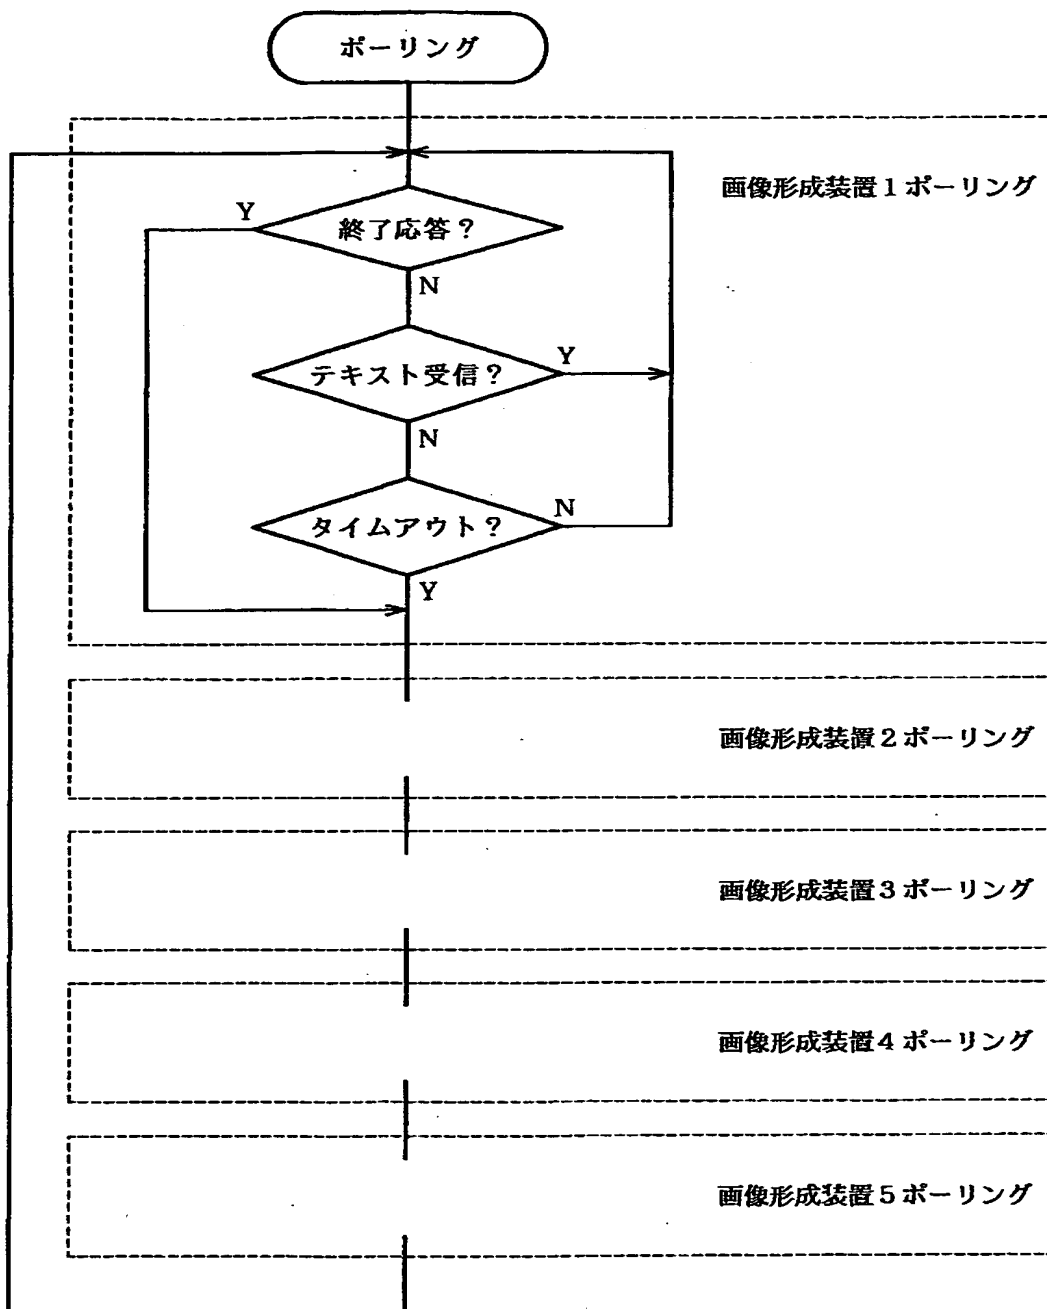 ポーリング
画像形成装置1ポーリング
Y
終了応答?
N
テキスト受信?
Y
N
タイムアウト?
N
Y
画像形成装置2ポーリング
画像形成装置3ポーリング
画像形成装置4ポーリング
画像形成装置5ポーリング